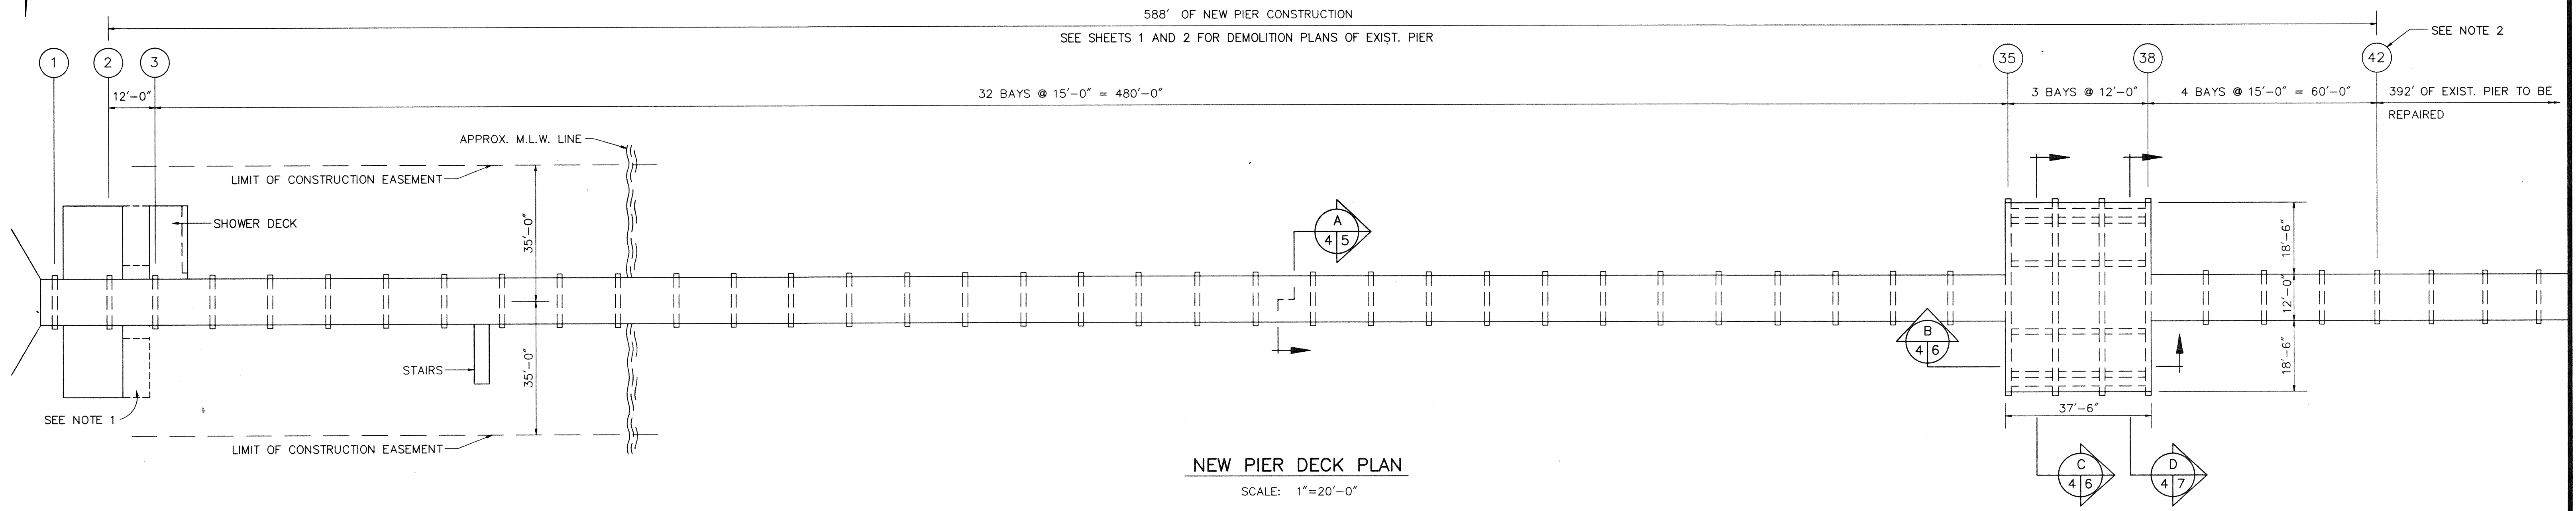 588' OF NEW PIER CONSTRUCTION
SEE SHEETS 1 AND 2 FOR DEMOLITION PLANS OF EXIST. PIER
SEE NOTE 2
1
2
3
35
38
42
12'-0"
32 BAYS @ 15'-0" = 480'-0"
3 BAYS @ 12'-0"
4 BAYS @ 15'-0" = 60'-0"
392' OF EXIST. PIER TO BE
REPAIRED
APPROX. M.L.W. LINE
LIMIT OF CONSTRUCTION EASEMENT
SHOWER DECK
35'-0"
A
4 5
18'-6"
12'-0"
B
4 6
STAIRS
35'-0"
18'-6"
37'-6"
SEE NOTE 1
LIMIT OF CONSTRUCTION EASEMENT
NEW PIER DECK PLAN
SCALE: 1"=20'-0"
C
4 6
D
4 7